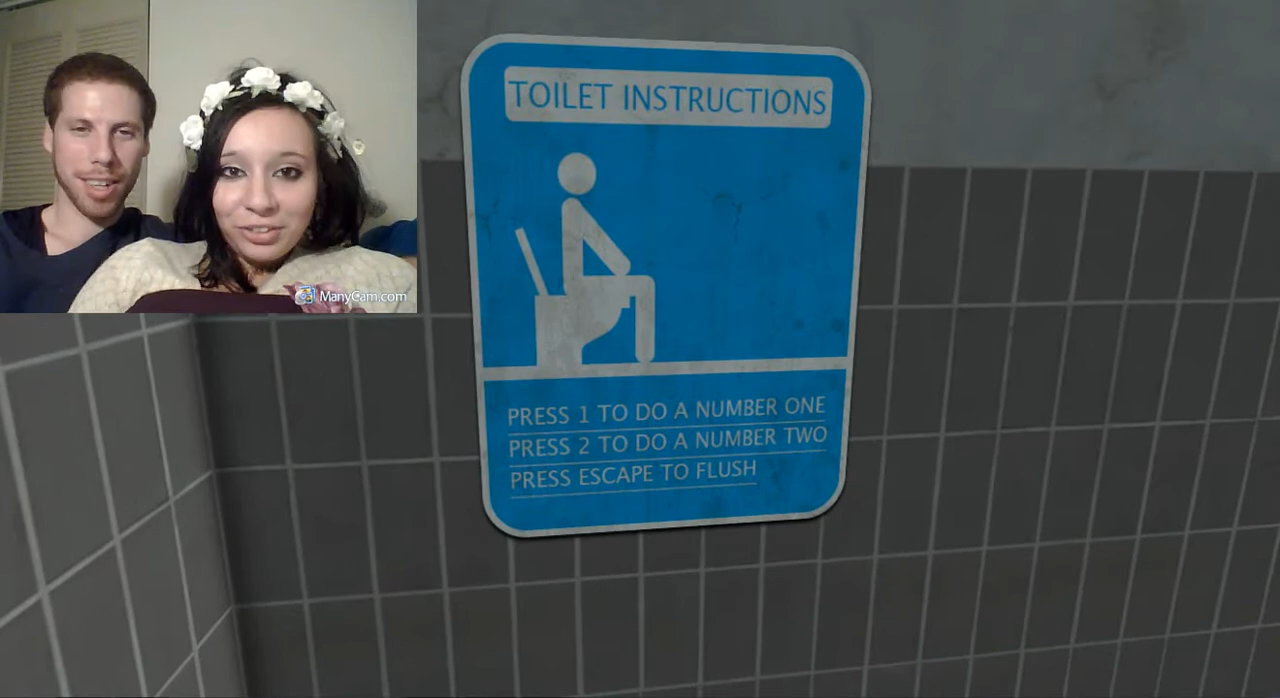 ManyCam.com
TOILET INSTRUCTIONS
PRESS 1 TO DO A NUMBER ONE
PRESS 2 TO DO A NUMBER TWO
PRESS ESCAPE TO FLUSH